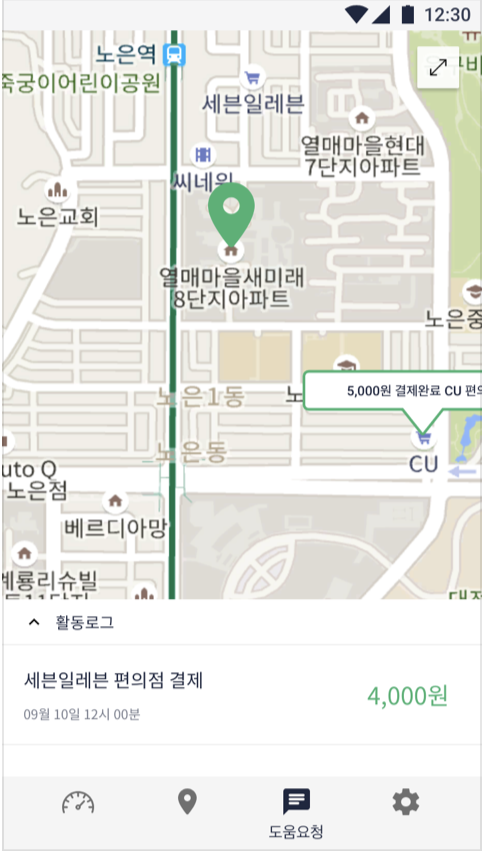 12:30
노은역
죽궁이어린이공원
세븐일레븐
열매마을현대
7단지아파트
씨네위
노은교회
열매마을새미래
8단지아파트
노은중
노은1동
5,000원 결제완료 CU 편의
노은동
CU
uto Q
노은점
베르디아망
계룡리슈빌
활동로그
세븐일레븐 편의점 결제
4,000원
09월 10일 12시 00분
도움요청